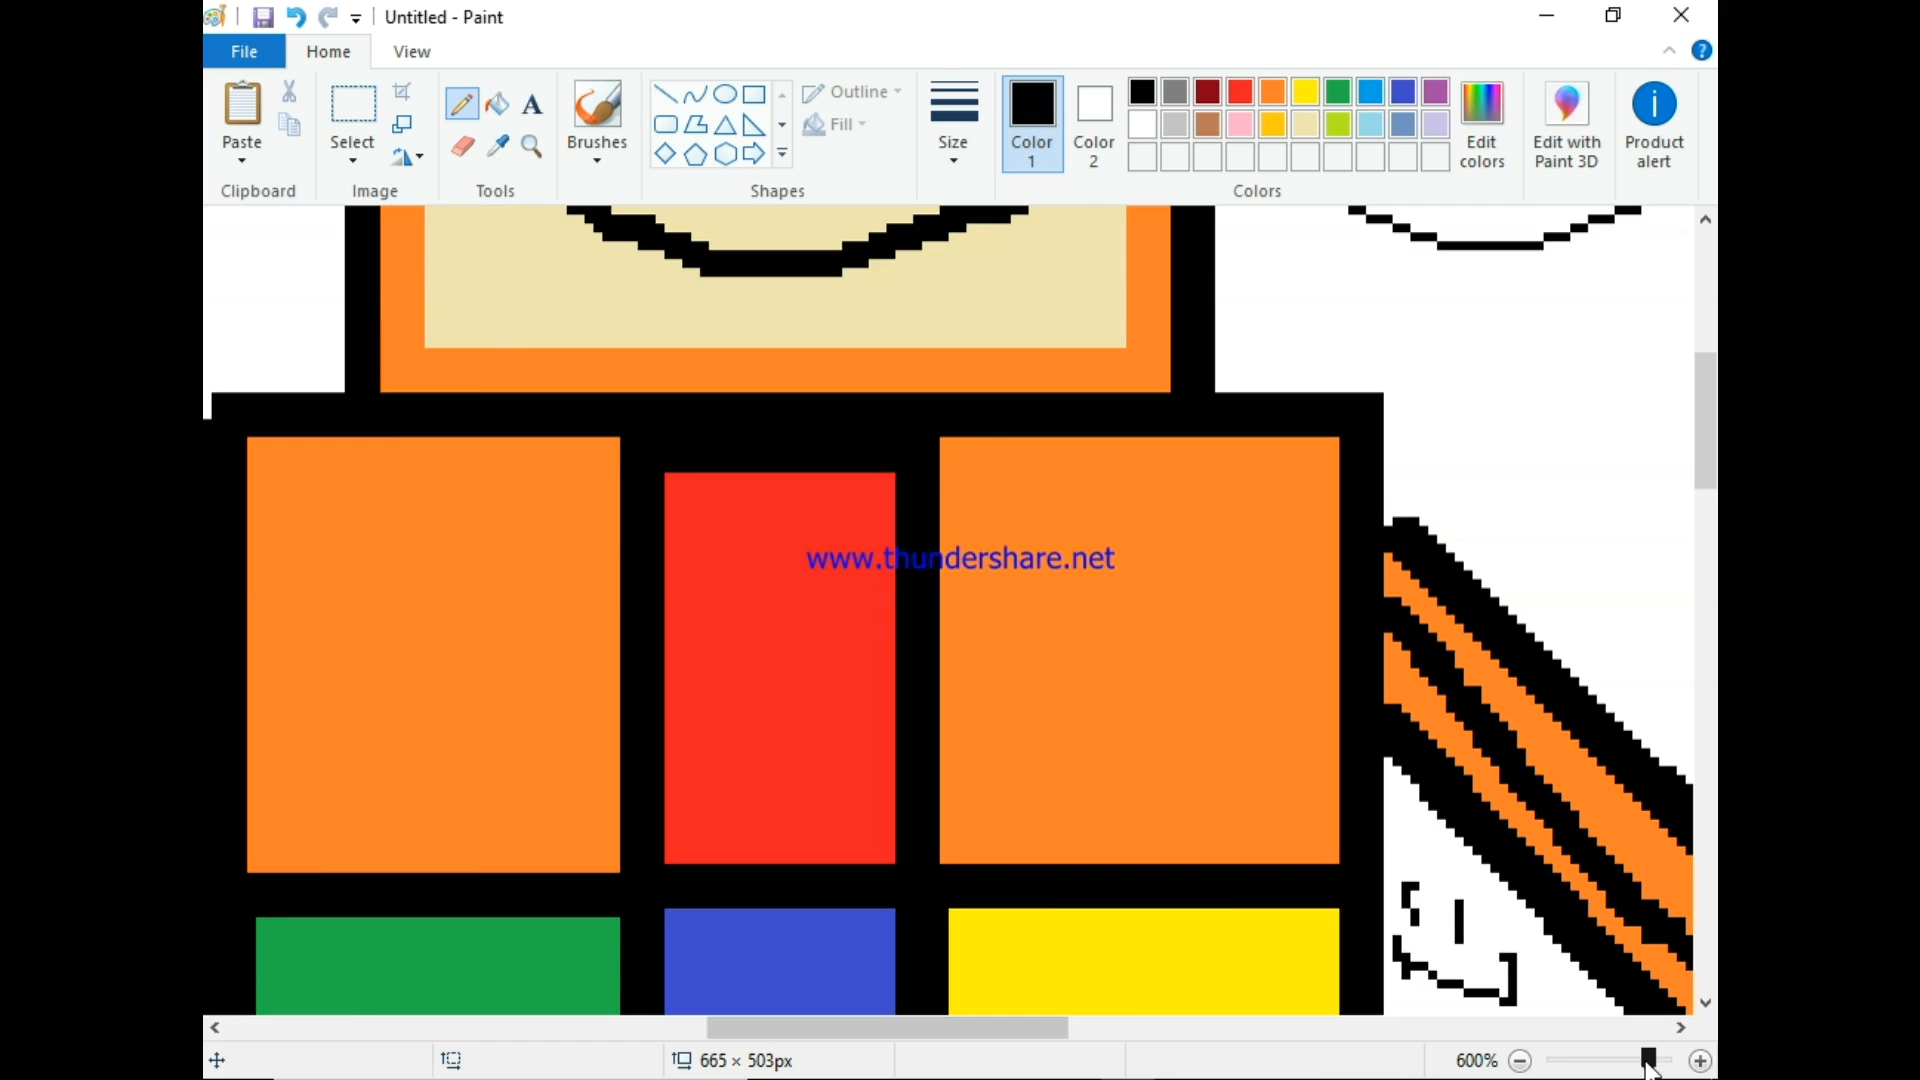 Untitled - Paint
File Home View
Outline
Fill
Paste Select Brushes Size Color 1 Color 2 Edit colors Edit with Paint 3D Product alert
Clipboard Image Tools Shapes Colors
www.thundershare.net
665 × 503px 600%